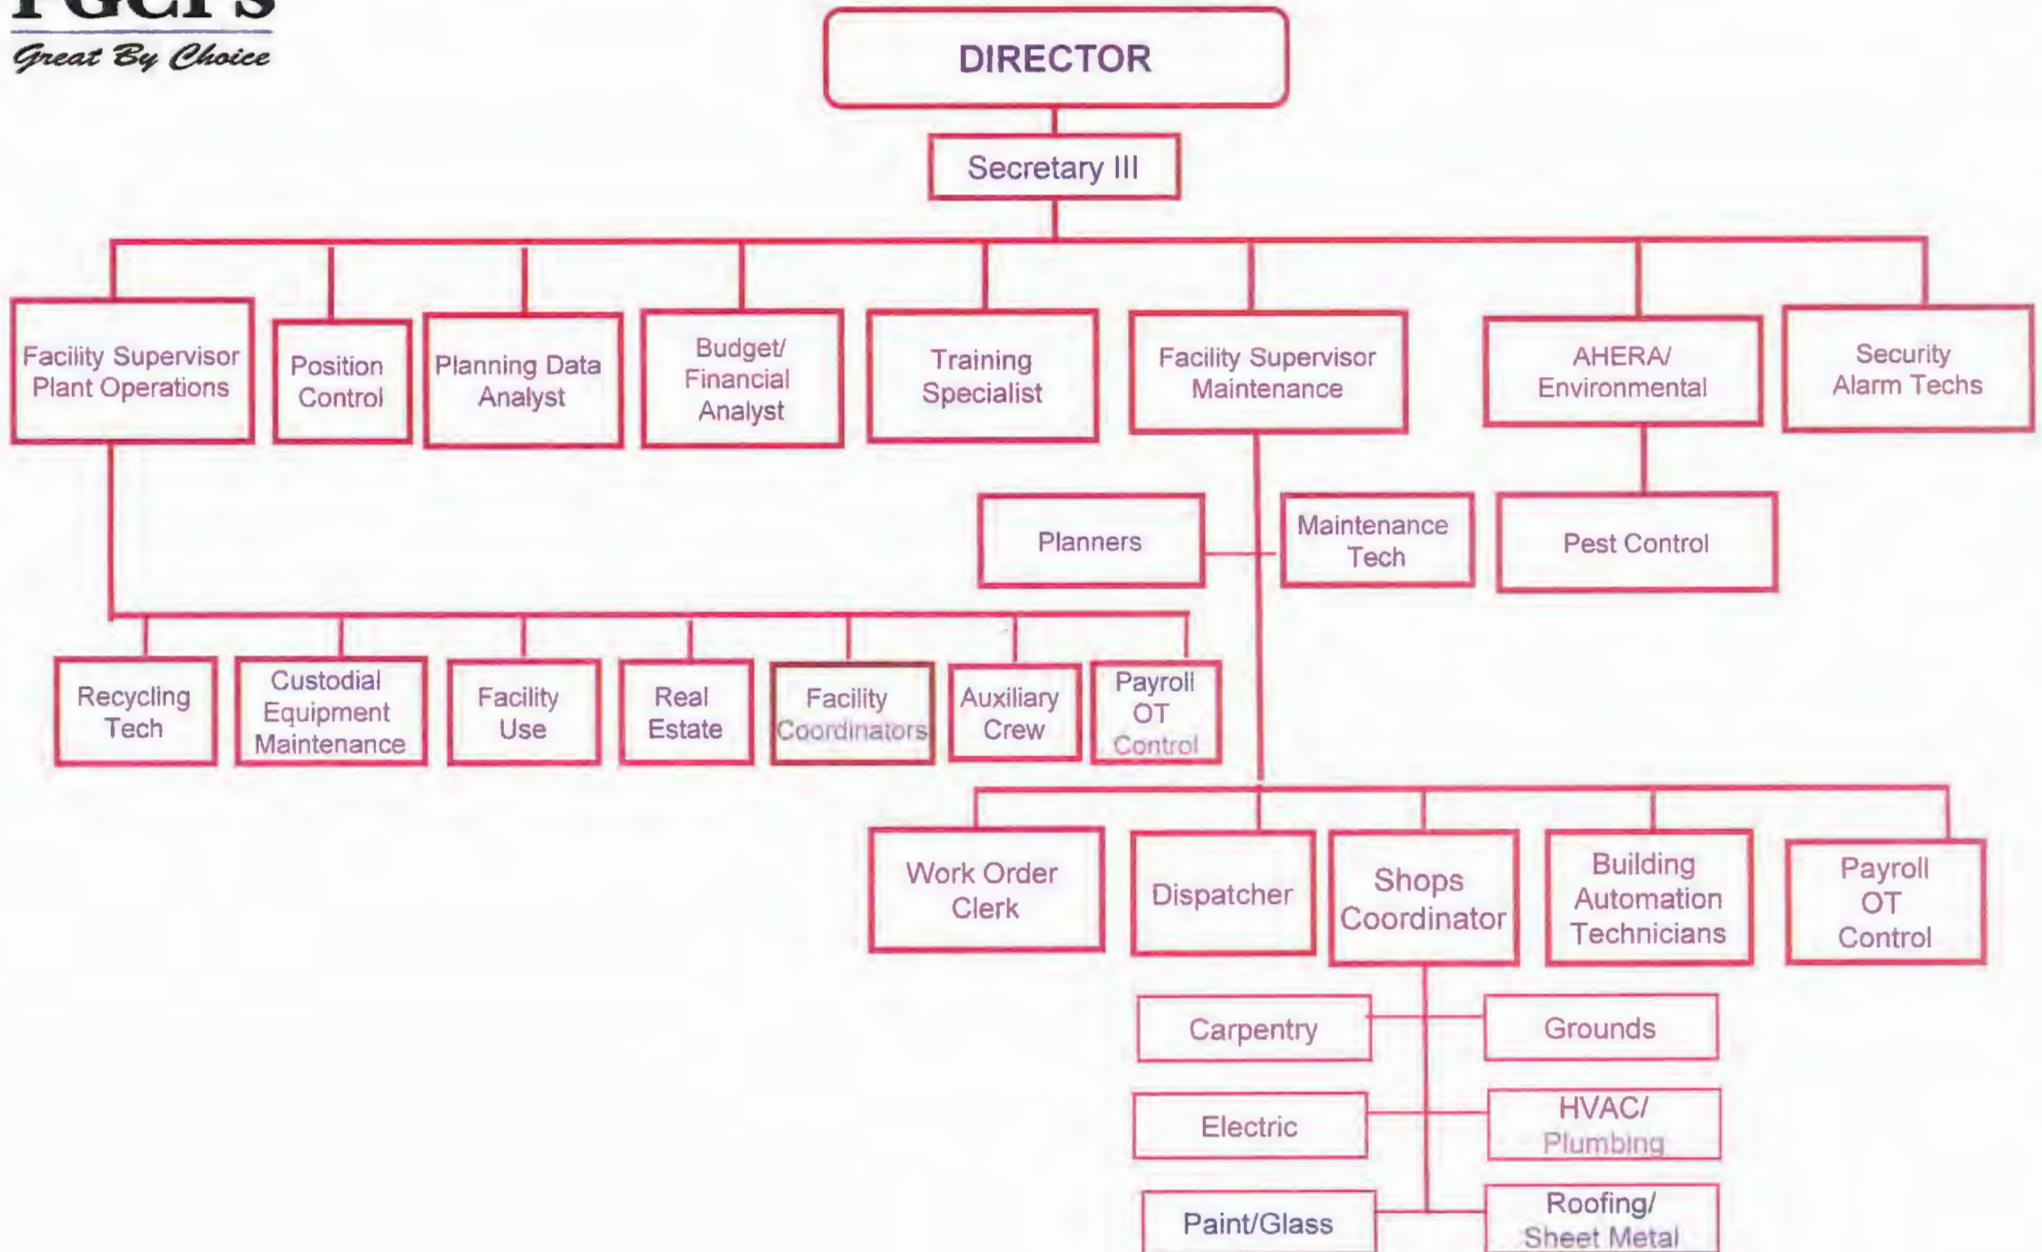 Great By Choice
DIRECTOR
Secretary III
Facility Supervisor
Plant Operations
Position
Control
Planning Data
Analyst
Budget/
Financial
Analyst
Training
Specialist
Facility Supervisor
Maintenance
AHERA/
Environmental
Security
Alarm Techs
Planners
Maintenance
Tech
Pest Control
Recycling
Tech
Custodial
Equipment
Maintenance
Facility
Use
Real
Estate
Facility
Coordinators
Auxiliary
Crew
Payroll
OT
Control
Work Order
Clerk
Dispatcher
Shops
Coordinator
Building
Automation
Technicians
Payroll
OT
Control
Carpentry
Grounds
Electric
HVAC/
Plumbing
Paint/Glass
Roofing/
Sheet Metal